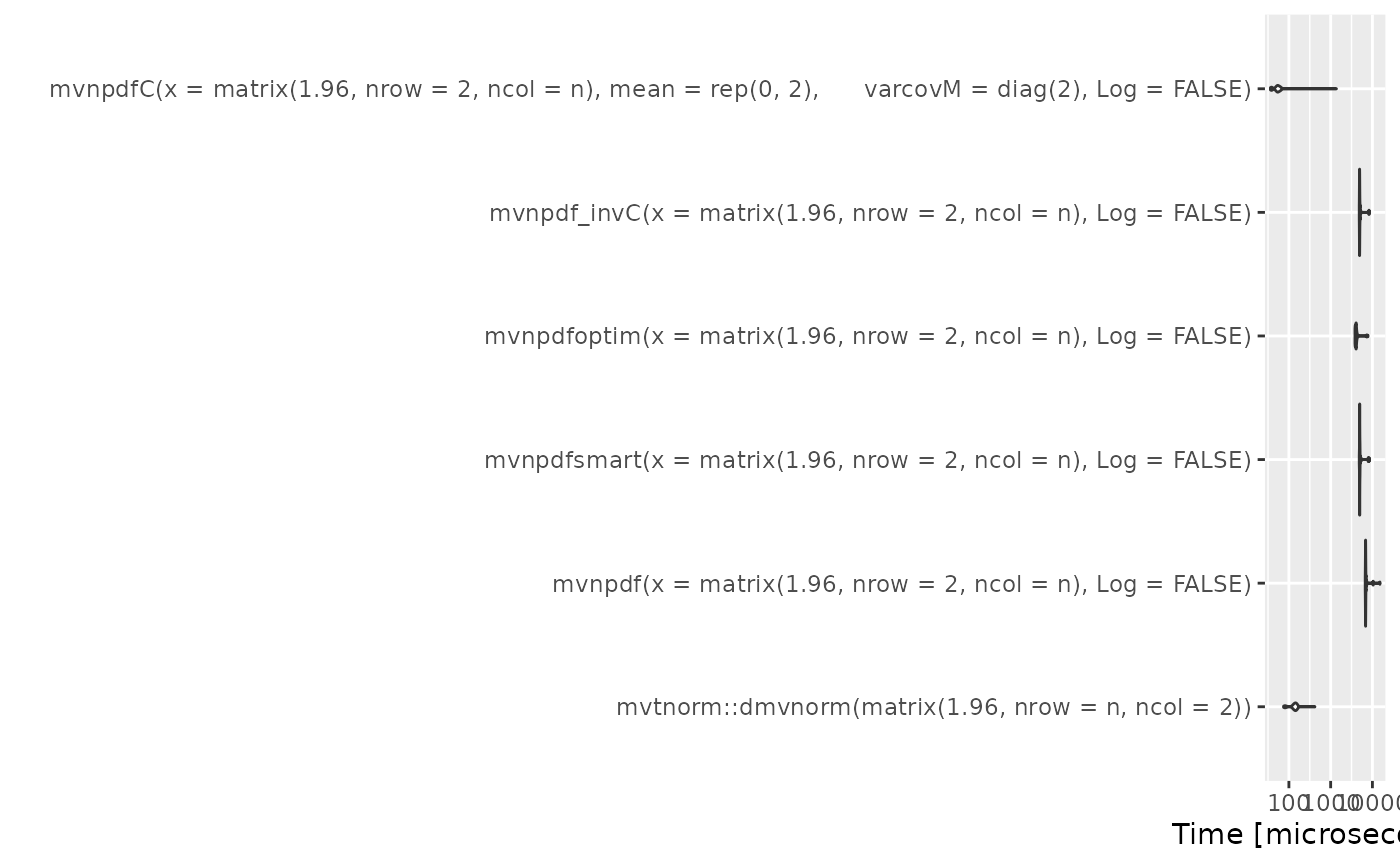 mvnpdfC(x = matrix(1.96, nrow = 2, ncol = n), mean = rep(0, 2),      varcovM = diag(2), Log = FALSE)
mvnpdf_invC(x = matrix(1.96, nrow = 2, ncol = n), Log = FALSE)
mvnpdfoptim(x = matrix(1.96, nrow = 2, ncol = n), Log = FALSE)
mvnpdfsmart(x = matrix(1.96, nrow = 2, ncol = n), Log = FALSE)
mvnpdf(x = matrix(1.96, nrow = 2, ncol = n), Log = FALSE)
mvtnorm::dmvnorm(matrix(1.96, nrow = n, ncol = 2))
100 1000 10000
Time [microsec